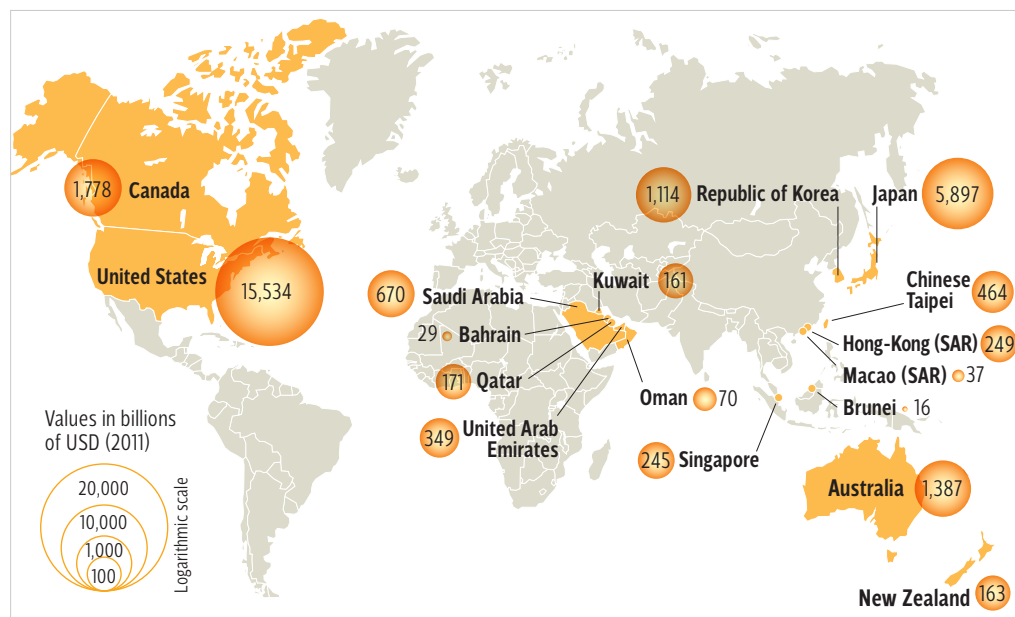 1,778 Canada
United States 15,534
1,114 Republic of Korea
Japan 5,897
Kuwait 161
670 Saudi Arabia
29 Bahrain
171 Qatar
349 United Arab
Emirates
Oman 70
245 Singapore
Chinese
Taipei 464
Hong-Kong (SAR) 249
Macao (SAR) 37
Brunei 16
Australia 1,387
New Zealand 163
Values in billions
of USD (2011)
20,000
10,000
1,000
100
Logarithmic scale